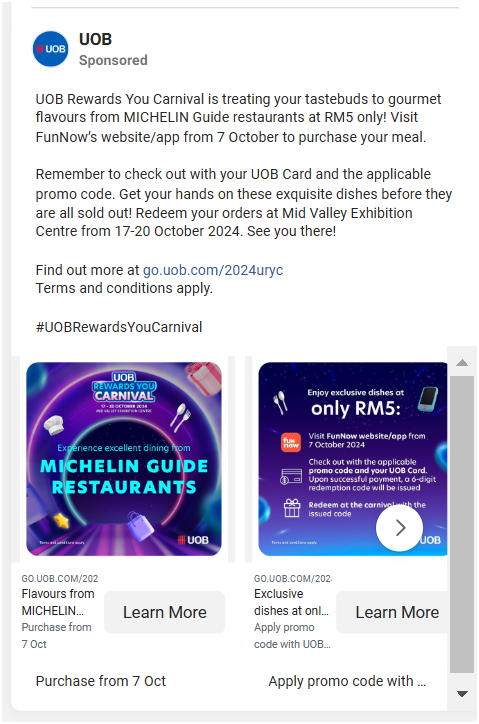 UOB
UOB
Sponsored
UOB Rewards You Carnival is treating your tastebuds to gourmet
flavours from MICHELIN Guide restaurants at RM5 only! Visit
FunNow’s website/app from 7 October to purchase your meal.
Remember to check out with your UOB Card and the applicable
promo code. Get your hands on these exquisite dishes before they
are all sold out! Redeem your orders at Mid Valley Exhibition
Centre from 17-20 October 2024. See you there!
Find out more at go.uob.com/2024uryc
Terms and conditions apply.
#UOBRewardsYouCarnival
UOB
REWARDS YOU
CARNIVAL
17 - 20 OCTOBER 2024
MID VALLEY EXHIBITION CENTRE
Experience excellent dining from
MICHELIN GUIDE
RESTAURANTS
Terms and conditions apply.
UOB
Enjoy exclusive dishes at
only RM5:
fun
now
Visit FunNow website/app from
7 October 2024
Check out with the applicable
promo code and your UOB Card.
Upon successful payment, a 6-digit
redemption code will be issued
Redeem at the carnival with the
issued code
Terms and conditions apply.
UOB
GO.UOB.COM/202
Flavours from
MICHELIN...
Purchase from
7 Oct
Learn More
GO.UOB.COM/202
Exclusive
dishes at onl...
Apply promo
code with UOB...
Learn More
Purchase from 7 Oct
Apply promo code with ...